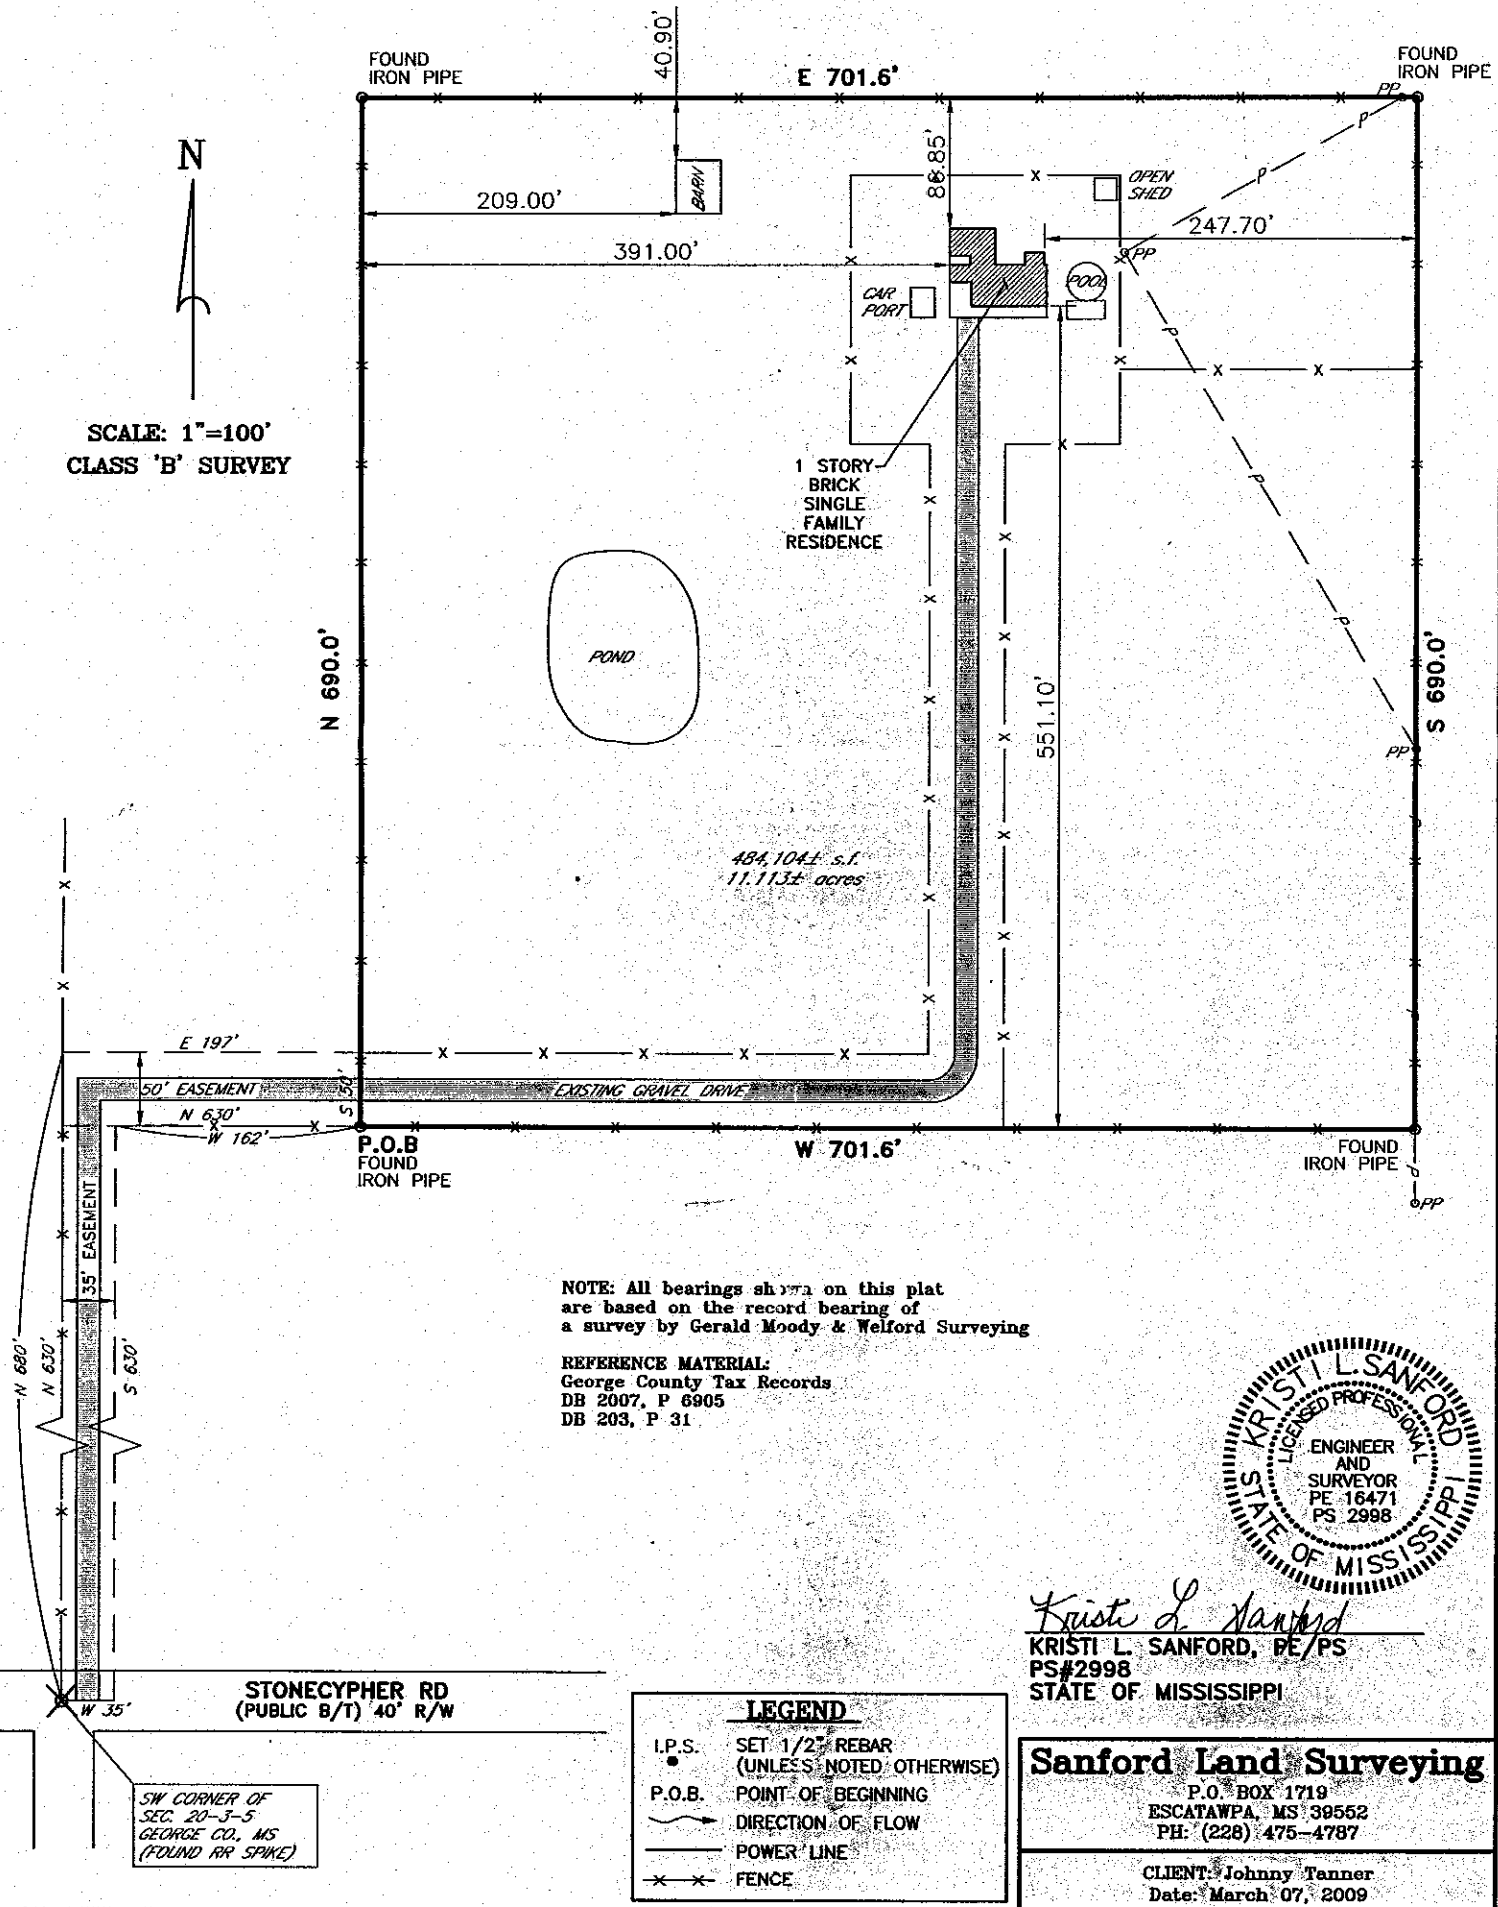 FOUND
IRON PIPE
40.90'
E 701.6'
FOUND
IRON PIPE
PP
P
N
BARN
88.85'
X
OPEN
SHED
P
209.00'
247.70'
391.00'
PP
CAR
PORT
POOL
P
SCALE: 1"=100'
CLASS 'B' SURVEY
1 STORY
BRICK
SINGLE
FAMILY
RESIDENCE
P
P
POND
N 690.0'
S 690.0'
551.10'
PP
484,104± s.f.
11.113± acres
E 197'
50' EASEMENT
S 50'
EXISTING GRAVEL DRIVE
N 630'
W 162'
P.O.B
FOUND
IRON PIPE
W 701.6'
FOUND
IRON PIPE
P
PP
35' EASEMENT
N 680'
N 630'
S 630'
NOTE: All bearings shown on this plat
are based on the record bearing of
a survey by Gerald Moody & Welford Surveying
REFERENCE MATERIAL:
George County Tax Records
DB 2007, P 6905
DB 203, P 31
KRISTI L. SANFORD
LICENSED PROFESSIONAL
ENGINEER
AND
SURVEYOR
PE 16471
PS 2998
STATE OF MISSISSIPPI
Kristi L. Sanford
KRISTI L. SANFORD, PE/PS
PS#2998
STATE OF MISSISSIPPI
W 35'
STONECYPHER RD
(PUBLIC B/T) 40' R/W
SW CORNER OF
SEC. 20-3-5
GEORGE CO., MS
(FOUND RR SPIKE)
LEGEND
I.P.S. SET 1/2" REBAR
(UNLESS NOTED OTHERWISE)
P.O.B. POINT OF BEGINNING
DIRECTION OF FLOW
POWER LINE
X X FENCE
Sanford Land Surveying
P.O. BOX 1719
ESCATAWPA, MS 39552
PH: (228) 475-4787
CLIENT: Johnny Tanner
Date: March 07, 2009